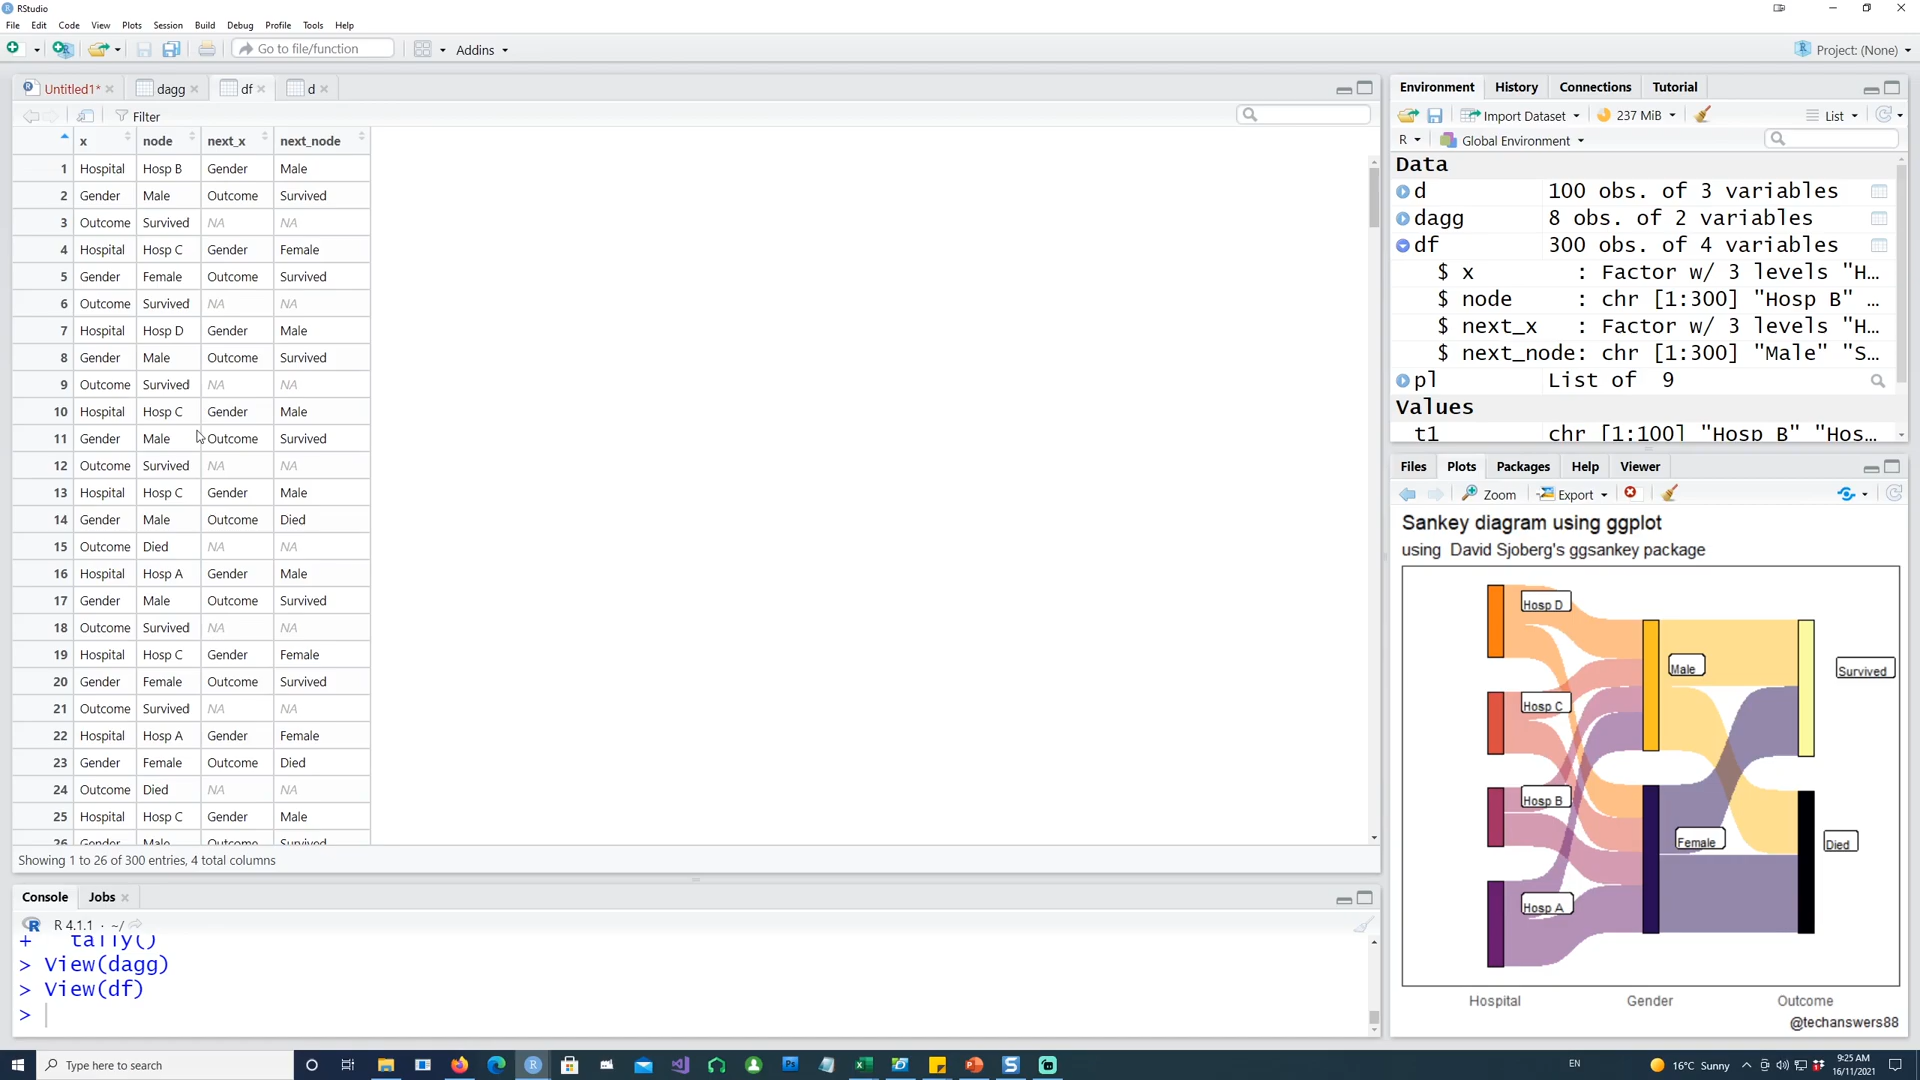 RStudio
File Edit Code View Plots Session Build Debug Profile Tools Help
Go to file/function Addins Project: (None)
Untitled1* dagg df d
Filter
x node next_x next_node
1 Hospital Hosp B Gender Male
2 Gender Male Outcome Survived
3 Outcome Survived NA NA
4 Hospital Hosp C Gender Female
5 Gender Female Outcome Survived
6 Outcome Survived NA NA
7 Hospital Hosp D Gender Male
8 Gender Male Outcome Survived
9 Outcome Survived NA NA
10 Hospital Hosp C Gender Male
11 Gender Male Outcome Survived
12 Outcome Survived NA NA
13 Hospital Hosp C Gender Male
14 Gender Male Outcome Died
15 Outcome Died NA NA
16 Hospital Hosp A Gender Male
17 Gender Male Outcome Survived
18 Outcome Survived NA NA
19 Hospital Hosp C Gender Female
20 Gender Female Outcome Survived
21 Outcome Survived NA NA
22 Hospital Hosp A Gender Female
23 Gender Female Outcome Died
24 Outcome Died NA NA
25 Hospital Hosp C Gender Male
26 Gender Male Outcome Survived
Showing 1 to 26 of 300 entries, 4 total columns
Console Jobs
R 4.1.1 · ~/
+ tally()
> View(dagg)
> View(df)
>
Environment History Connections Tutorial
Import Dataset 237 MiB List
R Global Environment
Data
d 100 obs. of 3 variables
dagg 8 obs. of 2 variables
df 300 obs. of 4 variables
$ x : Factor w/ 3 levels "H…
$ node : chr [1:300] "Hosp B" …
$ next_x : Factor w/ 3 levels "H…
$ next_node: chr [1:300] "Male" "S…
pl List of 9
Values
t1 chr [1:100] "Hosp B" "Hos…
Files Plots Packages Help Viewer
Zoom Export
Sankey diagram using ggplot
using David Sjoberg's ggsankey package
Hosp D
Male
Survived
Hosp C
Hosp B
Female
Died
Hosp A
Hospital Gender Outcome
@techanswers88
Type here to search
EN
16°C Sunny
9:25 AM
16/11/2021